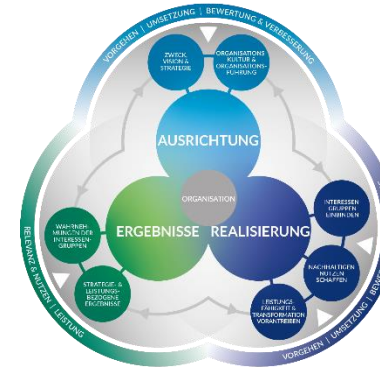 VORGEHEN | UMSETZUNG | BEWERTUNG & VERBESSERUNG
ZWECK,
VISION &
STRATEGIE
ORGANISATIONS
KULTUR &
ORGANISATIONS-
FÜHRUNG
AUSRICHTUNG
ORGANISATION
ERGEBNISSE
REALISIERUNG
WAHRNEH-
MUNGEN DER
INTERESSEN-
GRUPPEN
STRATEGIE- &
LEISTUNGS-
BEZOGENE
ERGEBNISSE
INTERESSEN
GRUPPEN
EINBINDEN
NACHHALTIGEN
NUTZEN
SCHAFFEN
LEISTUNGS
FÄHIGKEIT &
TRANSFORMATION
VORANTREIBEN
RELEVANZ & NUTZEN | LEISTUNG
VORGEHEN | UMSETZUNG